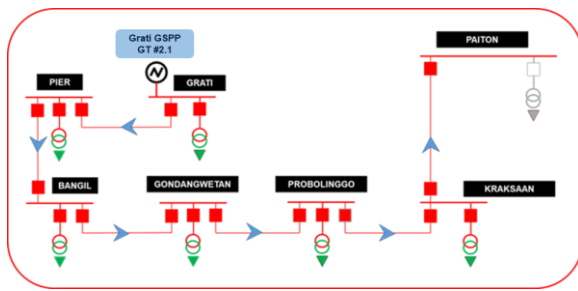 Grati GSPP
GT #2.1
PAITON
PIER
GRATI
BANGIL
GONDANGWETAN
PROBOLINGGO
KRAKSAAN